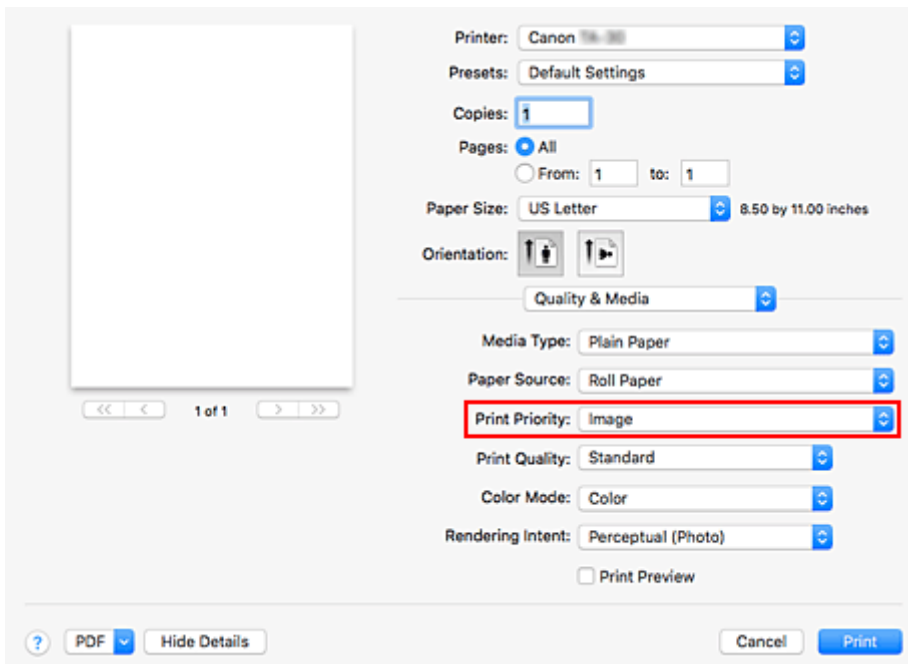 Printer: Canon
Presets: Default Settings
Copies: 1
Pages: All
From: 1 to: 1
Paper Size: US Letter 8.50 by 11.00 inches
Orientation:
Quality & Media
Media Type: Plain Paper
Paper Source: Roll Paper
<< < 1 of 1 > >>
Print Priority: Image
Print Quality: Standard
Color Mode: Color
Rendering Intent: Perceptual (Photo)
Print Preview
? PDF Hide Details Cancel Print